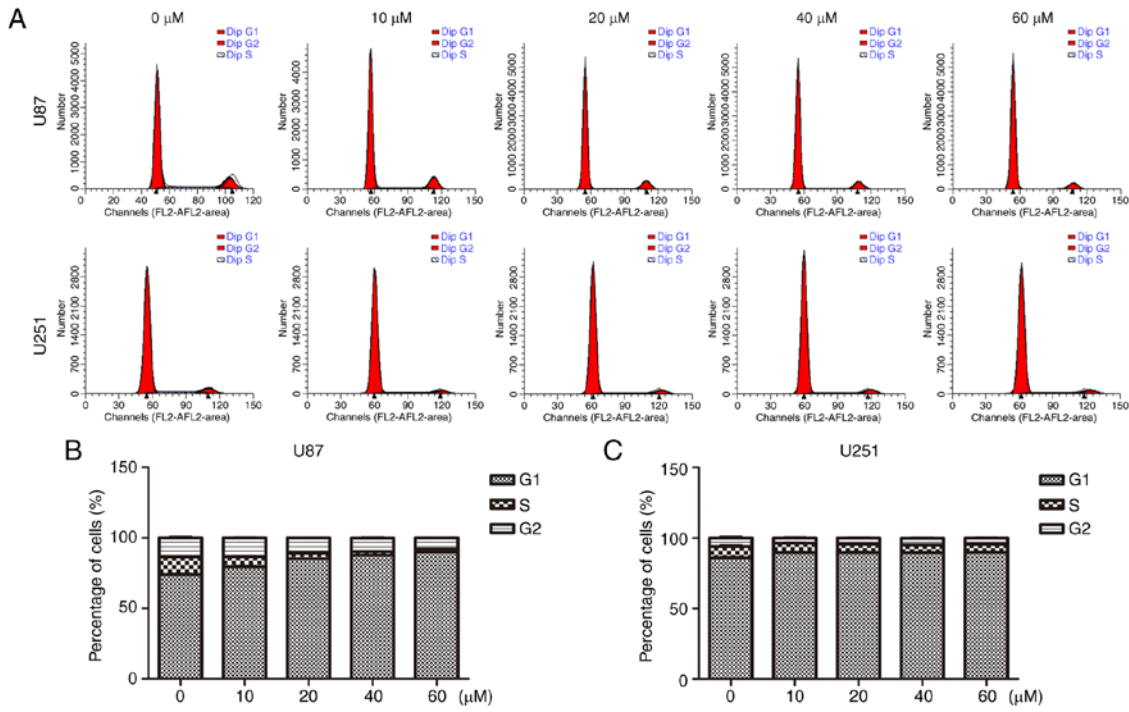 A
0 μM 10 μM 20 μM 40 μM 60 μM
U87
Dip G1
Dip G2
Dip S
Number
0 1000 2000 3000 4000 5000
0 20 40 60 80 100 120
Channels (FL2-AFL2-area)
Dip G1
Dip G2
Dip S
Number
0 1000 2000 3000 4000
0 30 60 90 120 150
Channels (FL2-AFL2-area)
Dip G1
Dip G2
Dip S
Number
0 1000 2000 3000 4000 5000
0 30 60 90 120 150
Channels (FL2-AFL2-area)
Dip G1
Dip G2
Dip S
Number
0 1000 2000 3000 4000 5000
0 30 60 90 120 150
Channels (FL2-AFL2-area)
Dip G1
Dip G2
Dip S
Number
0 1000 2000 3000 4000 5000
0 30 60 90 120 150
Channels (FL2-AFL2-area)
U251
Dip G1
Dip G2
Dip S
Number
0 700 1400 2100 2800
0 30 60 90 120 150
Channels (FL2-AFL2-area)
Dip G1
Dip G2
Dip S
Number
0 700 1400 2100 2800
0 30 60 90 120 150
Channels (FL2-AFL2-area)
Dip G1
Dip G2
Dip S
Number
0 700 1400 2100 2800
0 30 60 90 120 150
Channels (FL2-AFL2-area)
Dip G1
Dip G2
Dip S
Number
0 700 1400 2100 2800
0 30 60 90 120 150
Channels (FL2-AFL2-area)
Dip G1
Dip G2
Dip S
Number
0 700 1400 2100 2800
0 30 60 90 120 150
Channels (FL2-AFL2-area)
B
U87
Percentage of cells (%)
150
100
50
0
0 10 20 40 60 (μM)
G1
S
G2
C
U251
Percentage of cells (%)
150
100
50
0
0 10 20 40 60 (μM)
G1
S
G2